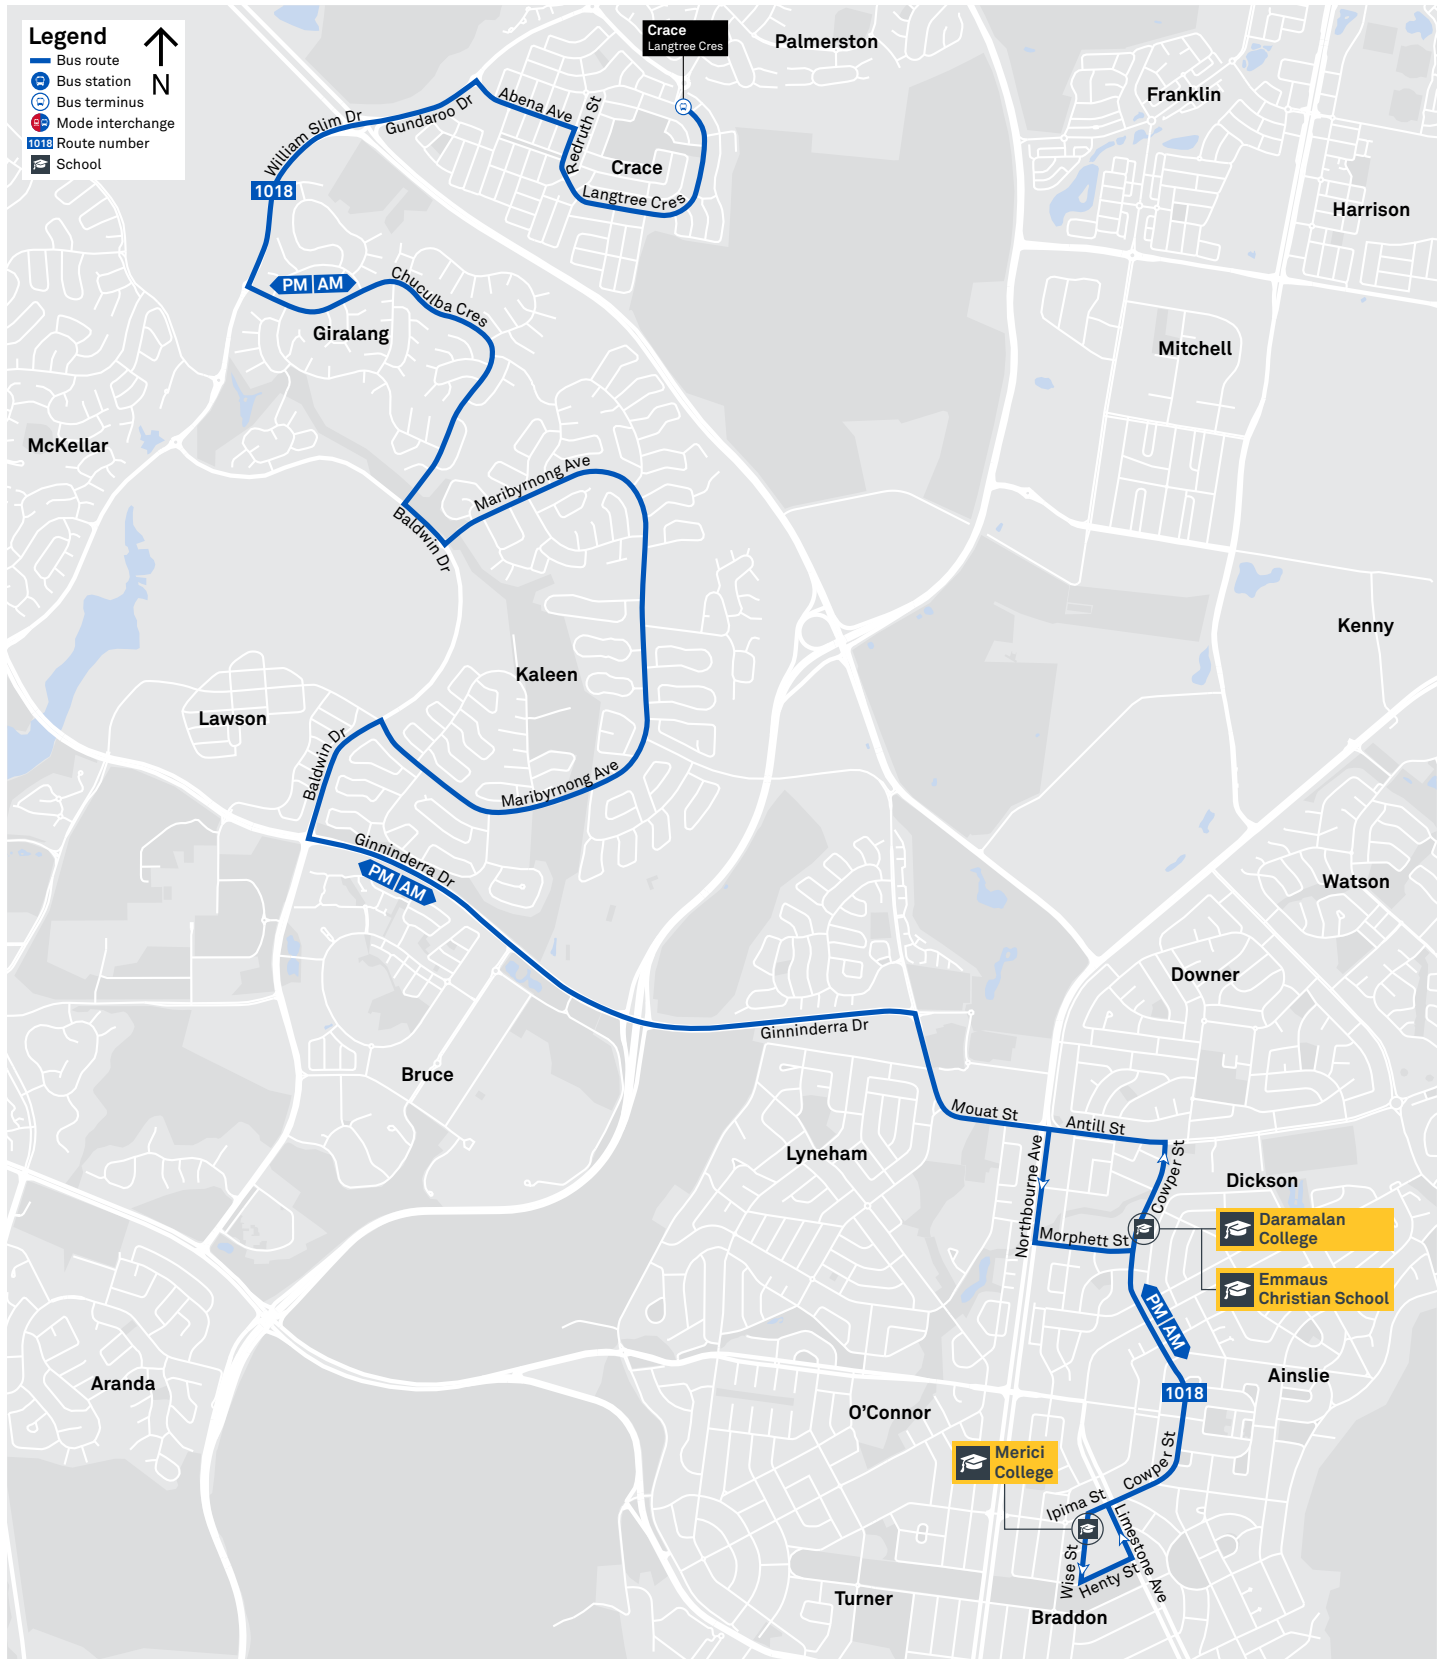 Legend
N
Bus route
Bus station
Bus terminus
Mode interchange
1018 Route number
School
Crace
Langtree Cres
Palmerston
Franklin
Harrison
William Slim Dr
Gundaroo Dr
Abena Ave
Redruth St
Crace
Langtree Cres
1018
PM AM
Chuculba Cres
Giralang
Mitchell
McKellar
Maribyrnong Ave
Baldwin Dr
Kenny
Kaleen
Lawson
Baldwin Dr
Maribyrnong Ave
Ginninderra Dr
PM AM
Watson
Downer
Ginninderra Dr
Bruce
Mouat St
Antill St
Lyneham
Northbourne Ave
Cowper St
Dickson
Morphett St
Daramalan
College
Emmaus
Christian School
PM AM
Ainslie
Aranda
1018
O'Connor
Merici
College
Cowper St
Ipima St
Limestone Ave
Wise St
Henty St
Turner
Braddon